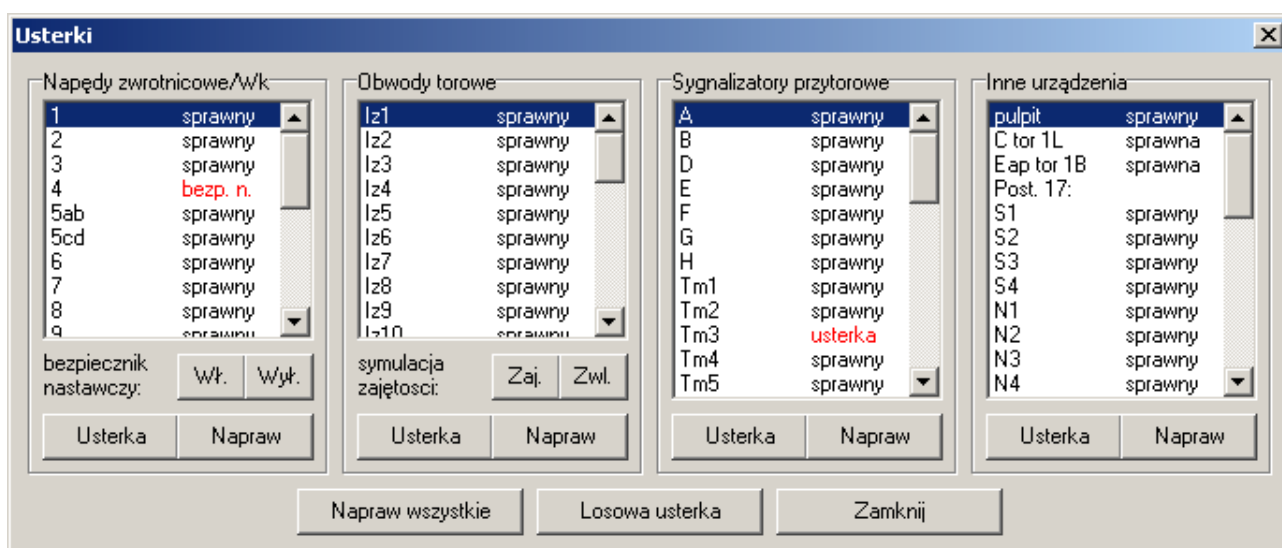 Usterki
Napędy zwrotnicowe/Wk
1 sprawny
2 sprawny
3 sprawny
4 bezp. n.
5ab sprawny
5cd sprawny
6 sprawny
7 sprawny
8 sprawny
9 sprawny
bezpiecznik
nastawczy:
Wł. Wył.
Usterka Napraw
Obwody torowe
Iz1 sprawny
Iz2 sprawny
Iz3 sprawny
Iz4 sprawny
Iz5 sprawny
Iz6 sprawny
Iz7 sprawny
Iz8 sprawny
Iz9 sprawny
Iz10 sprawny
symulacja
zajętosci:
Zaj. Zwl.
Usterka Napraw
Sygnalizatory przytorowe
A sprawny
B sprawny
D sprawny
E sprawny
F sprawny
G sprawny
H sprawny
Tm1 sprawny
Tm2 sprawny
Tm3 usterka
Tm4 sprawny
Tm5 sprawny
Usterka Napraw
Inne urządzenia
pulpit sprawny
C tor 1L sprawna
Eap tor 1B sprawna
Post. 17:
S1 sprawny
S2 sprawny
S3 sprawny
S4 sprawny
N1 sprawny
N2 sprawny
N3 sprawny
N4 sprawny
Usterka Napraw
Napraw wszystkie Losowa usterka Zamknij